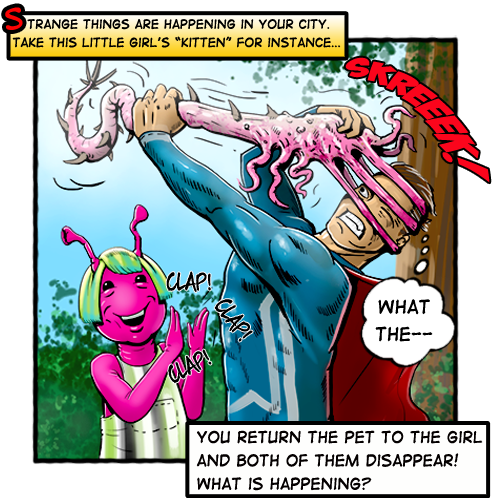 STRANGE THINGS ARE HAPPENING IN YOUR CITY.
TAKE THIS LITTLE GIRL'S "KITTEN" FOR INSTANCE...
SKREEEK!
CLAP!
CLAP!
CLAP!
WHAT
THE--
YOU RETURN THE PET TO THE GIRL
AND BOTH OF THEM DISAPPEAR!
WHAT IS HAPPENING?